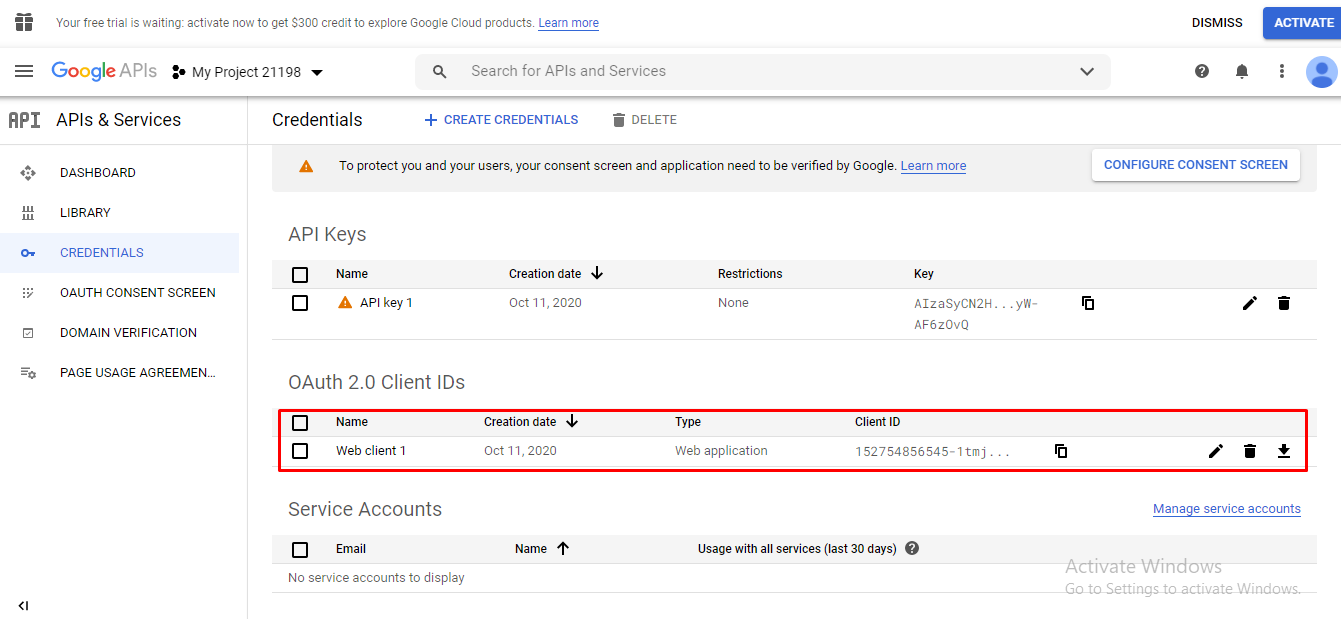 Your free trial is waiting: activate now to get $300 credit to explore Google Cloud products. Learn more
DISMISS
ACTIVATE
Google APIs
My Project 21198
Search for APIs and Services
API
APIs & Services
Credentials
CREATE CREDENTIALS
DELETE
DASHBOARD
LIBRARY
CREDENTIALS
OAUTH CONSENT SCREEN
DOMAIN VERIFICATION
PAGE USAGE AGREEMEN...
To protect you and your users, your consent screen and application need to be verified by Google. Learn more
CONFIGURE CONSENT SCREEN
API Keys
Name Creation date Restrictions Key
API key 1 Oct 11, 2020 None AIzaSyCN2H...yW-
AF6zOvQ
OAuth 2.0 Client IDs
Name Creation date Type Client ID
Web client 1 Oct 11, 2020 Web application 152754856545-1tmj...
Service Accounts
Manage service accounts
Email Name Usage with all services (last 30 days)
No service accounts to display
Activate Windows
Go to Settings to activate Windows.